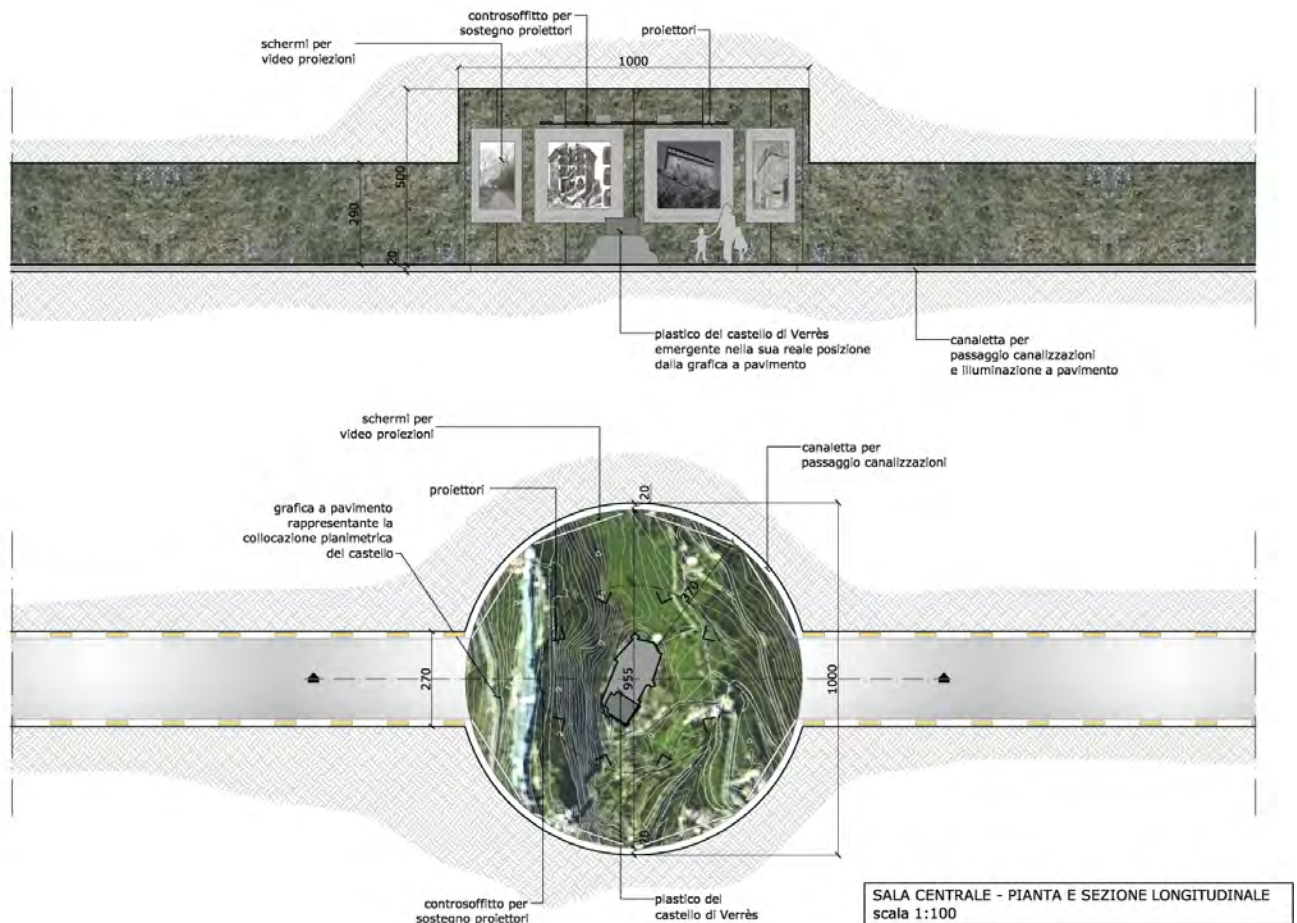 controsoffitto per
sostegno proiettori
proiettori
schermi per
video proiezioni
1000
500
290
20
plastico del castello di Verrès
emergente nella sua reale posizione
dalla grafica a pavimento
canaletta per
passaggio canalizzazioni
e illuminazione a pavimento
schermi per
video proiezioni
canaletta per
passaggio canalizzazioni
proiettori
grafica a pavimento
rappresentante la
collocazione planimetrica
del castello
20
370
270
955
1000
20
controsoffitto per
sostegno proiettori
plastico del
castello di Verrès
SALA CENTRALE - PIANTA E SEZIONE LONGITUDINALE
scala 1:100